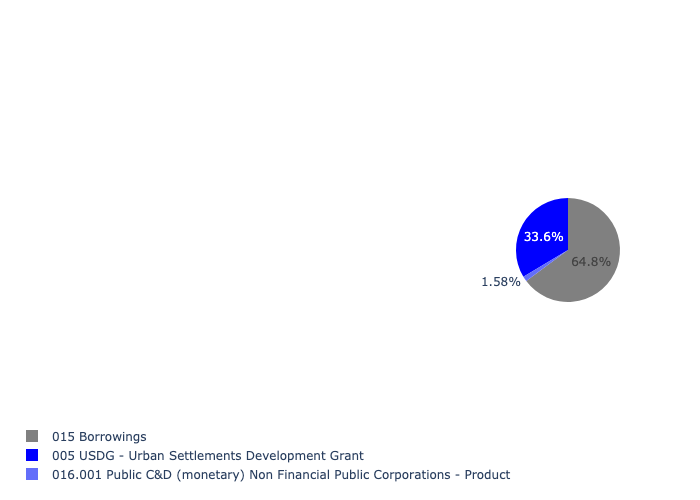 33.6%
64.8%
1.58%
015 Borrowings
005 USDG - Urban Settlements Development Grant
016.001 Public C&D (monetary) Non Financial Public Corporations - Product